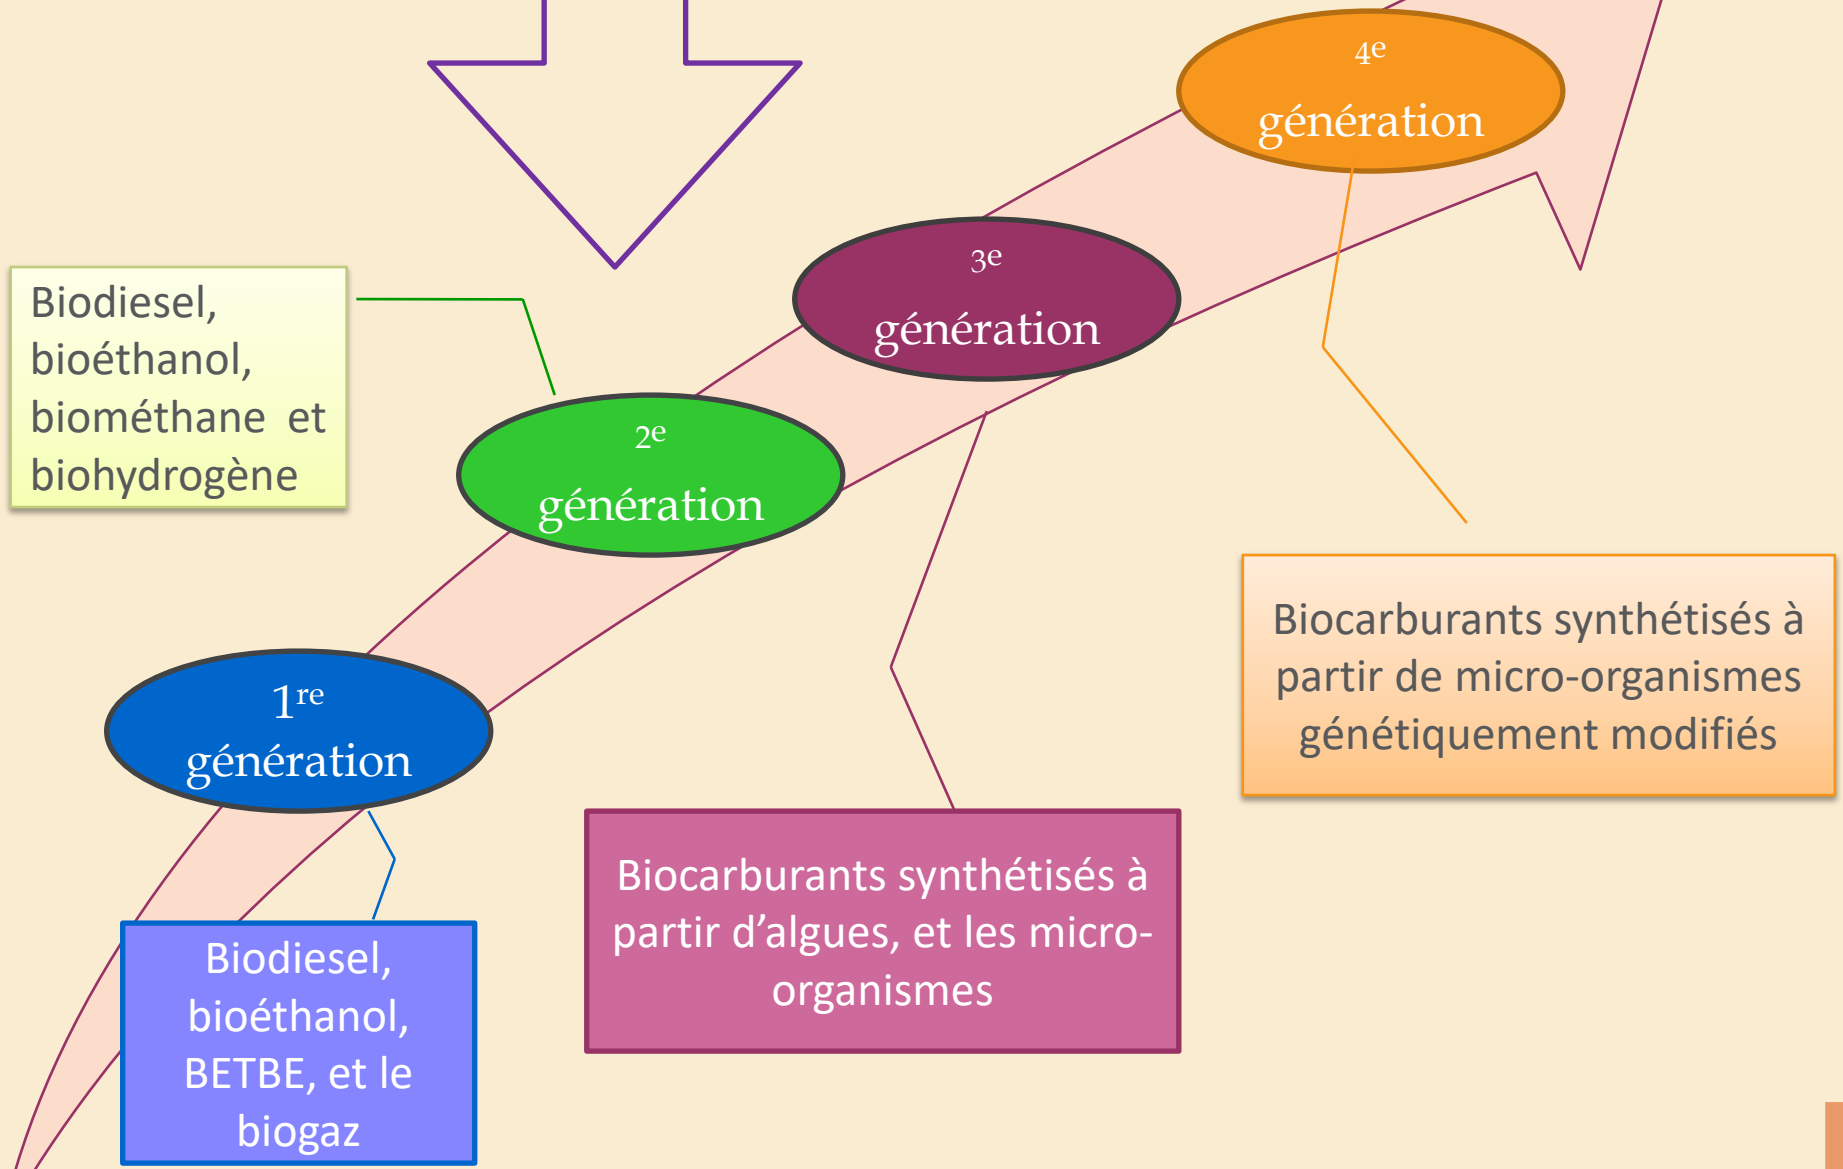 4e
génération
3e
génération
Biodiesel,
bioéthanol,
biométhane et
biohydrogène
2e
génération
Biocarburants synthétisés à
partir de micro-organismes
génétiquement modifiés
1re
génération
Biocarburants synthétisés à
partir d’algues, et les micro-
organismes
Biodiesel,
bioéthanol,
BETBE, et le
biogaz